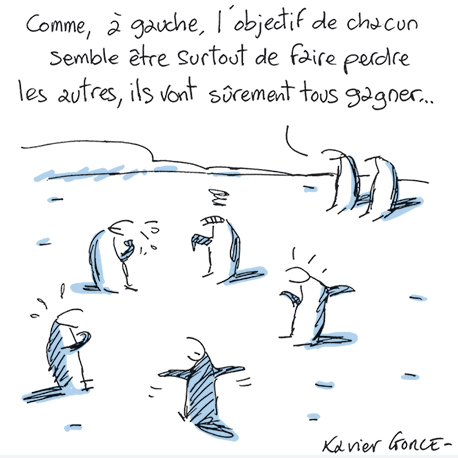 Comme, à gauche, l'objectif de chacun
semble être surtout de faire perdre
les autres, ils vont sûrement tous gagner...
Xavier GORCE-